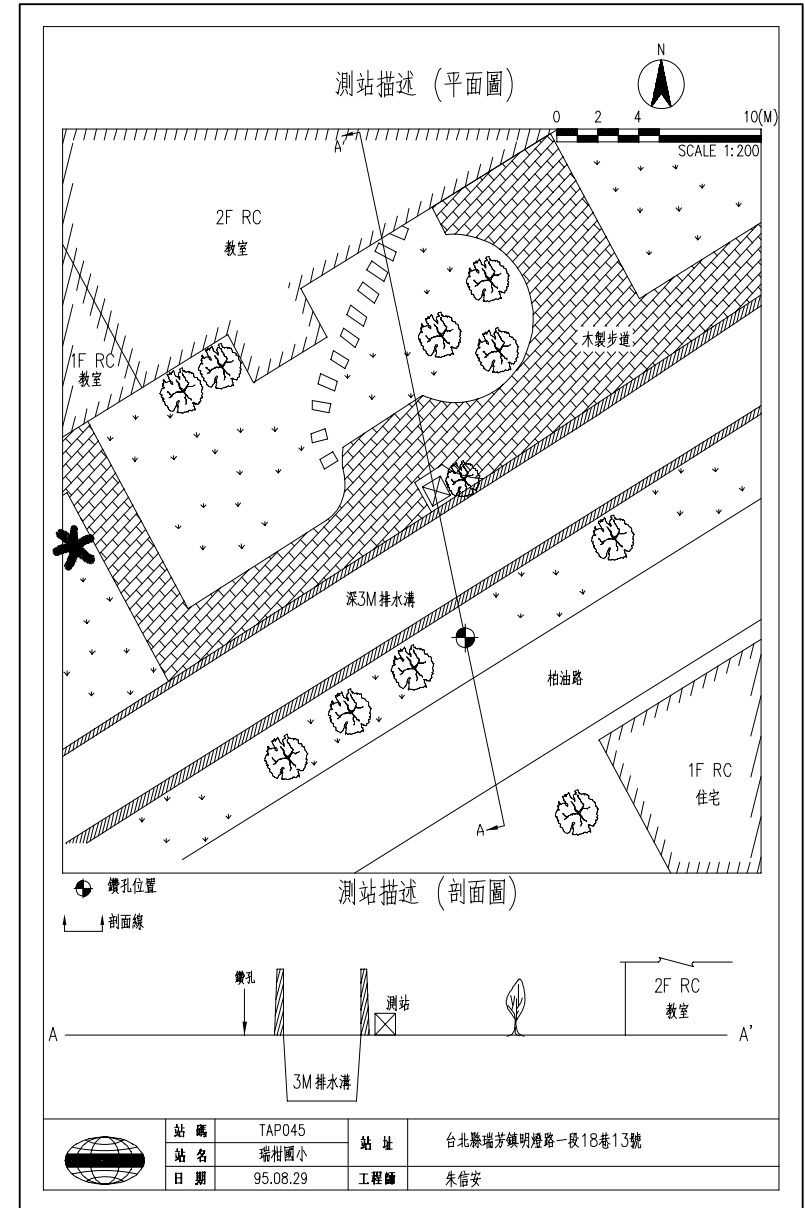 測站描述 (平面圖)
N
0 2 4 10(M)
SCALE 1:200
A'
2F RC
教室
1F RC
教室
木製步道
深3M排水溝
柏油路
1F RC
住宅
A
鑽孔位置
剖面線
測站描述 (剖面圖)
鑽孔
測站
2F RC
教室
A
A'
3M排水溝
站碼 TAP045
站名 瑞柑國小
站址 台北縣瑞芳鎮明燈路一段18巷13號
日期 95.08.29
工程師 朱信安